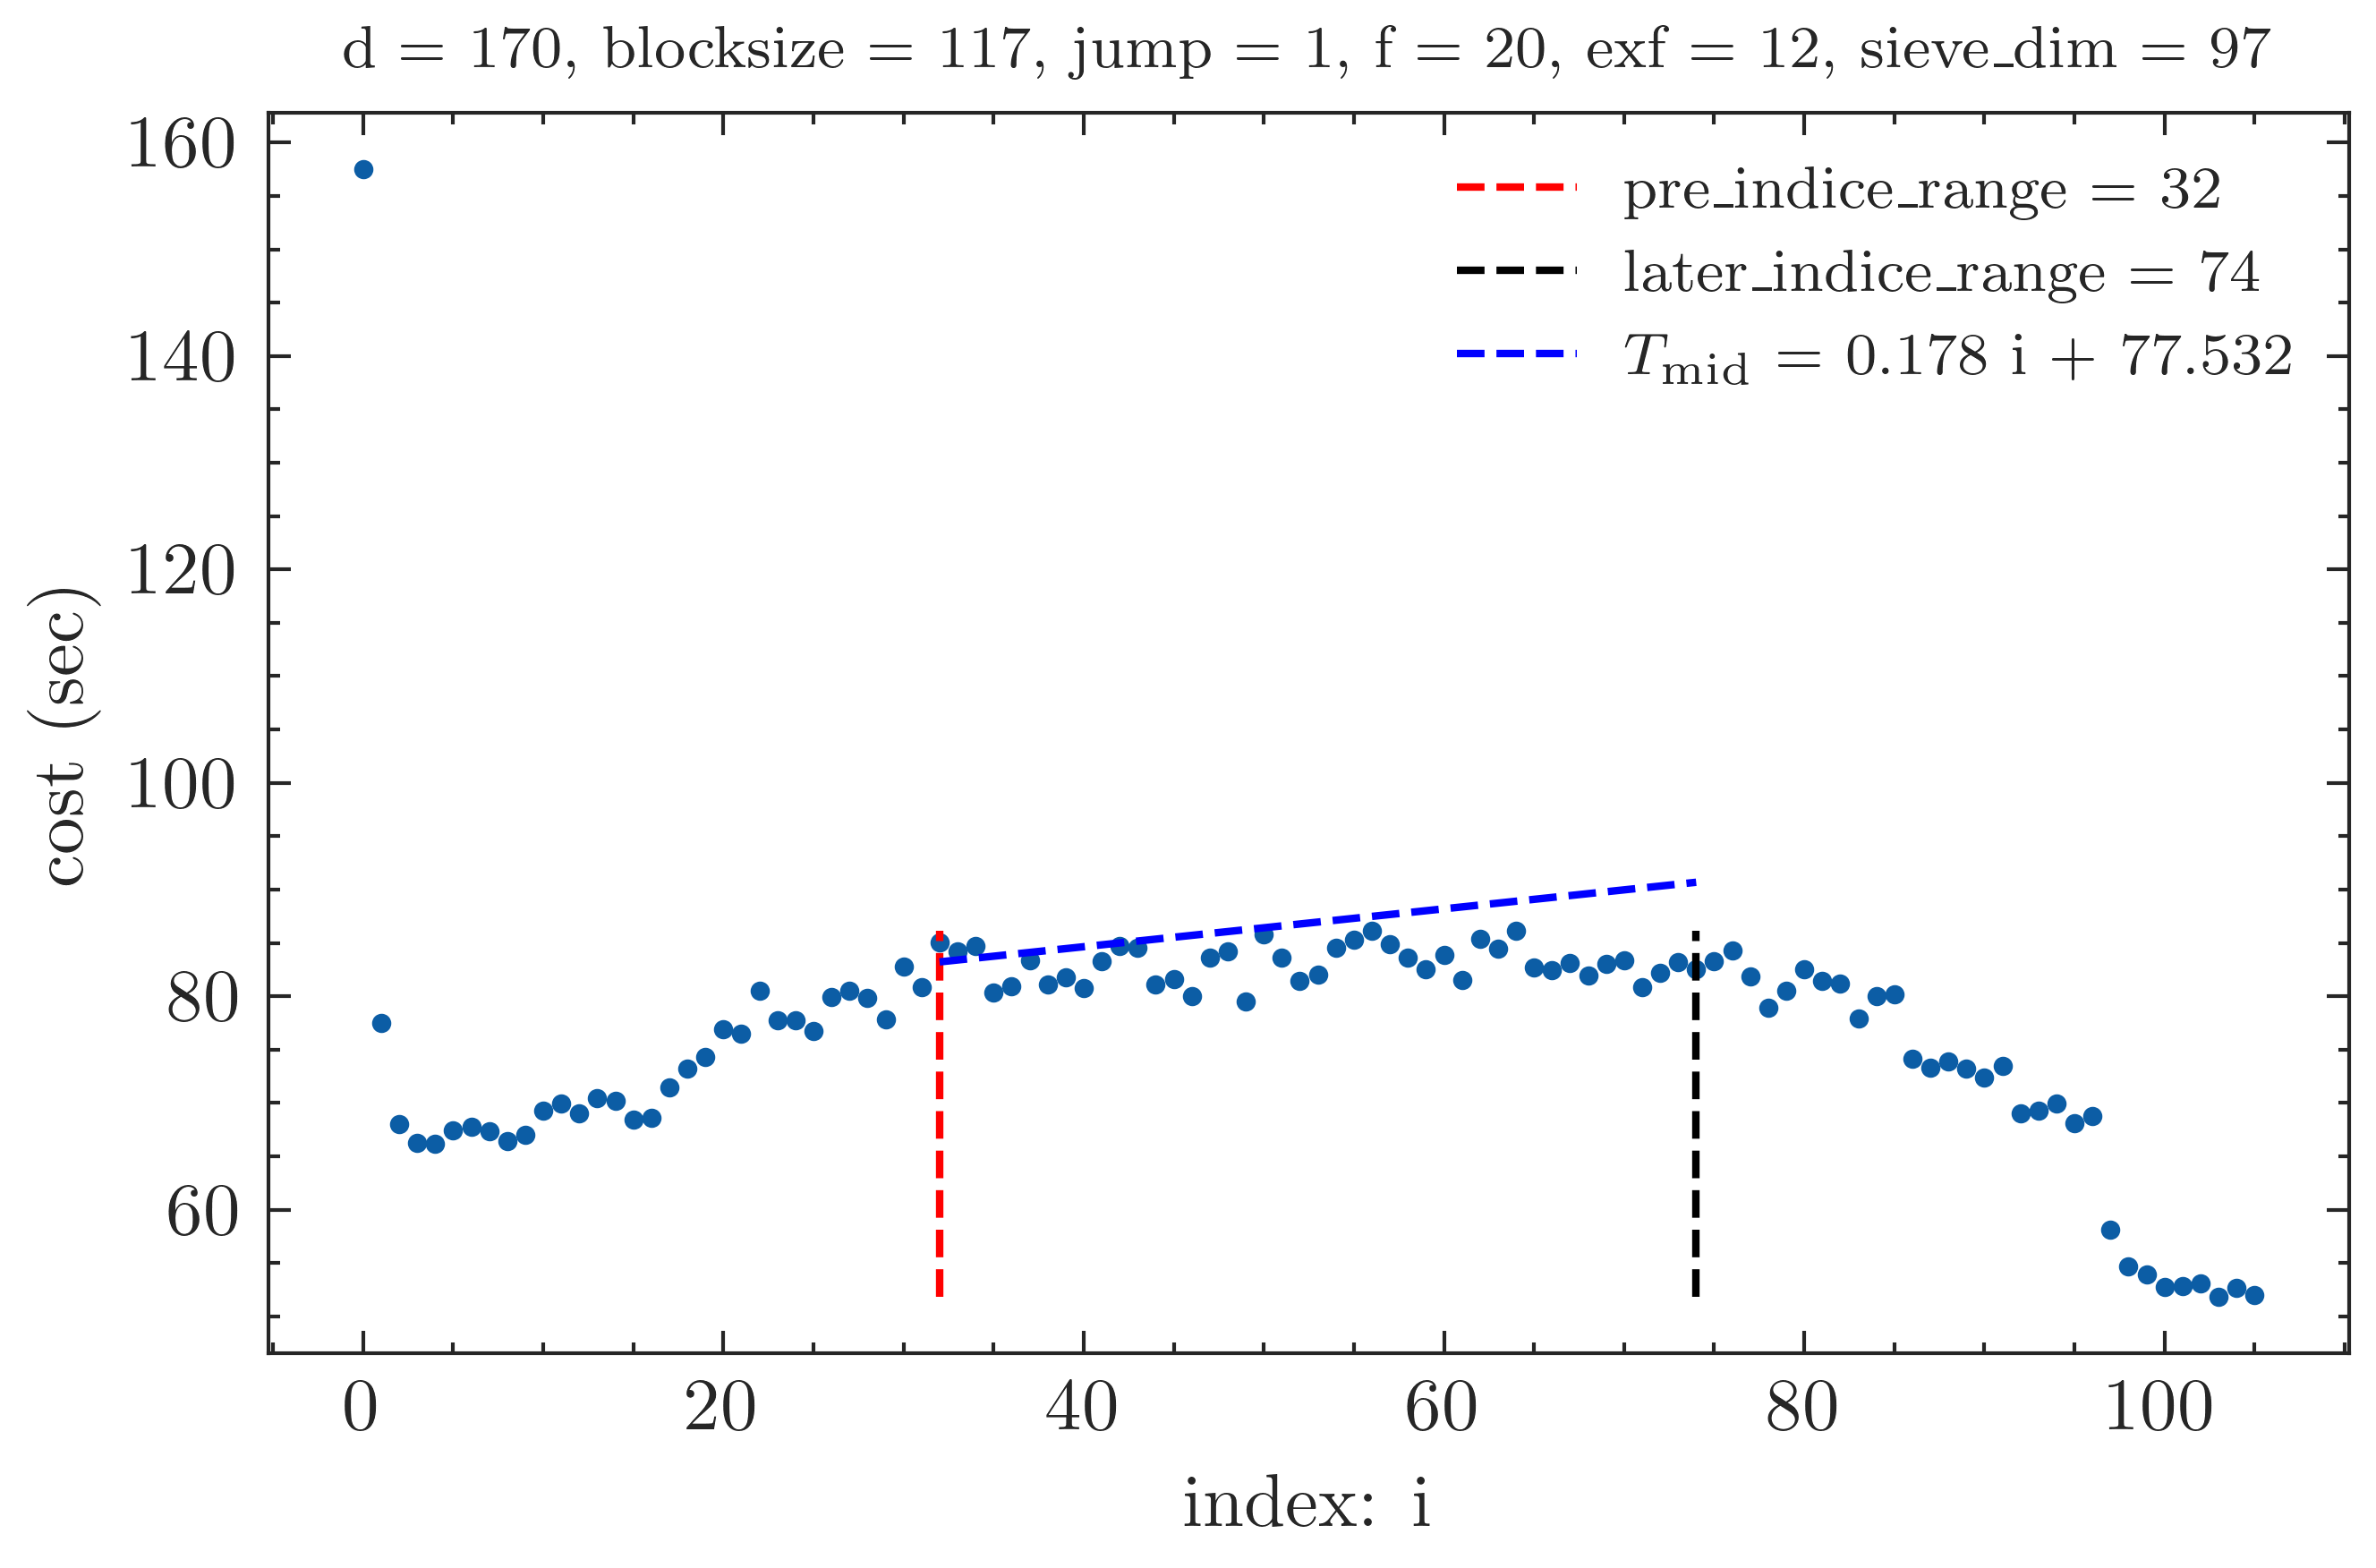 d = 170, blocksize = 117, jump = 1, f = 20, exf = 12, sieve_dim = 97
160
140
120
100
80
60
cost (sec)
pre_indice_range = 32
later_indice_range = 74
T_mid = 0.178 i + 77.532
0 20 40 60 80 100
index: i